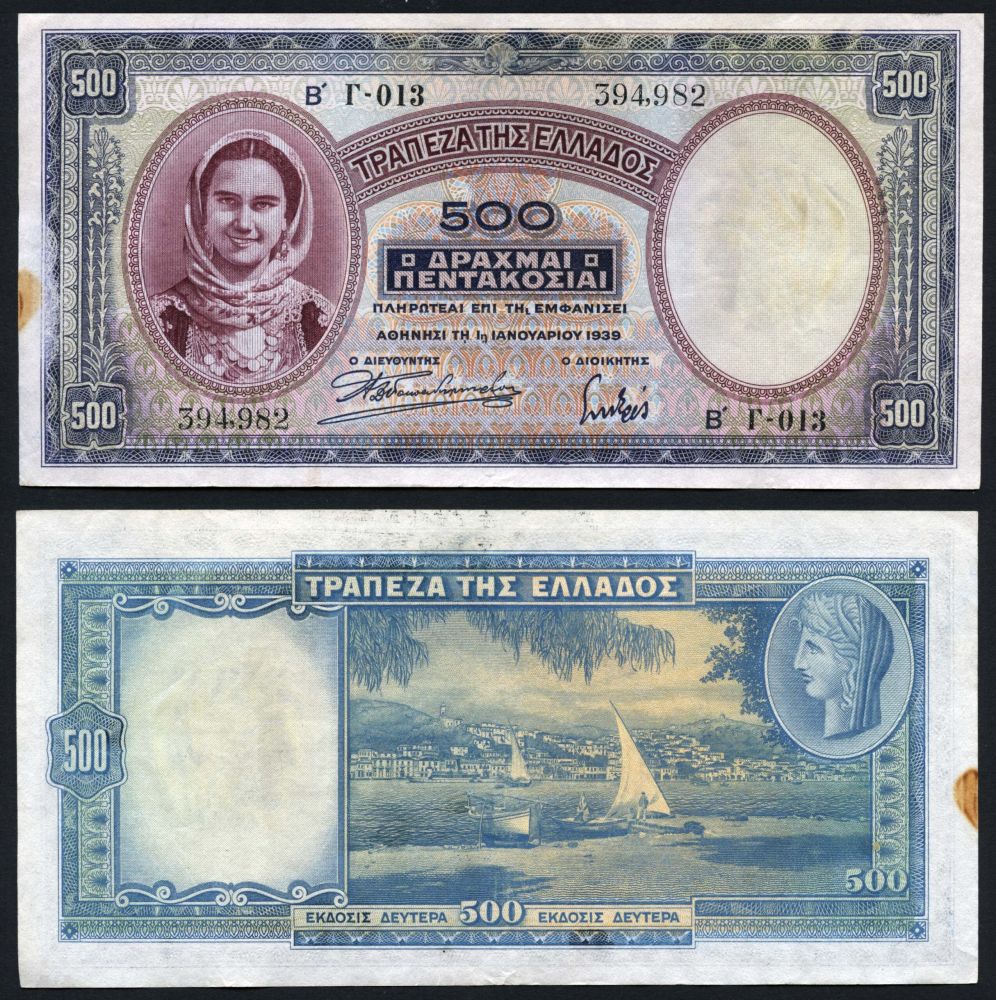 500 500
Β΄ Γ-013 394,982
ΤΡΑΠΕΖΑ ΤΗΣ ΕΛΛΑΔΟΣ
500
ΔΡΑΧΜΑΙ
ΠΕΝΤΑΚΟΣΙΑΙ
ΠΛΗΡΩΤΕΑΙ ΕΠΙ ΤΗι ΕΜΦΑΝΙΣΕΙ
ΑΘΗΝΗΣΙ ΤΗ 1η ΙΑΝΟΥΑΡΙΟΥ 1939
Ο ΔΙΕΥΘΥΝΤΗΣ Ο ΔΙΟΙΚΗΤΗΣ
500 394,982 Β΄ Γ-013 500
ΤΡΑΠΕΖΑ ΤΗΣ ΕΛΛΑΔΟΣ
500
500
ΕΚΔΟΣΙΣ ΔΕΥΤΕΡΑ 500 ΕΚΔΟΣΙΣ ΔΕΥΤΕΡΑ